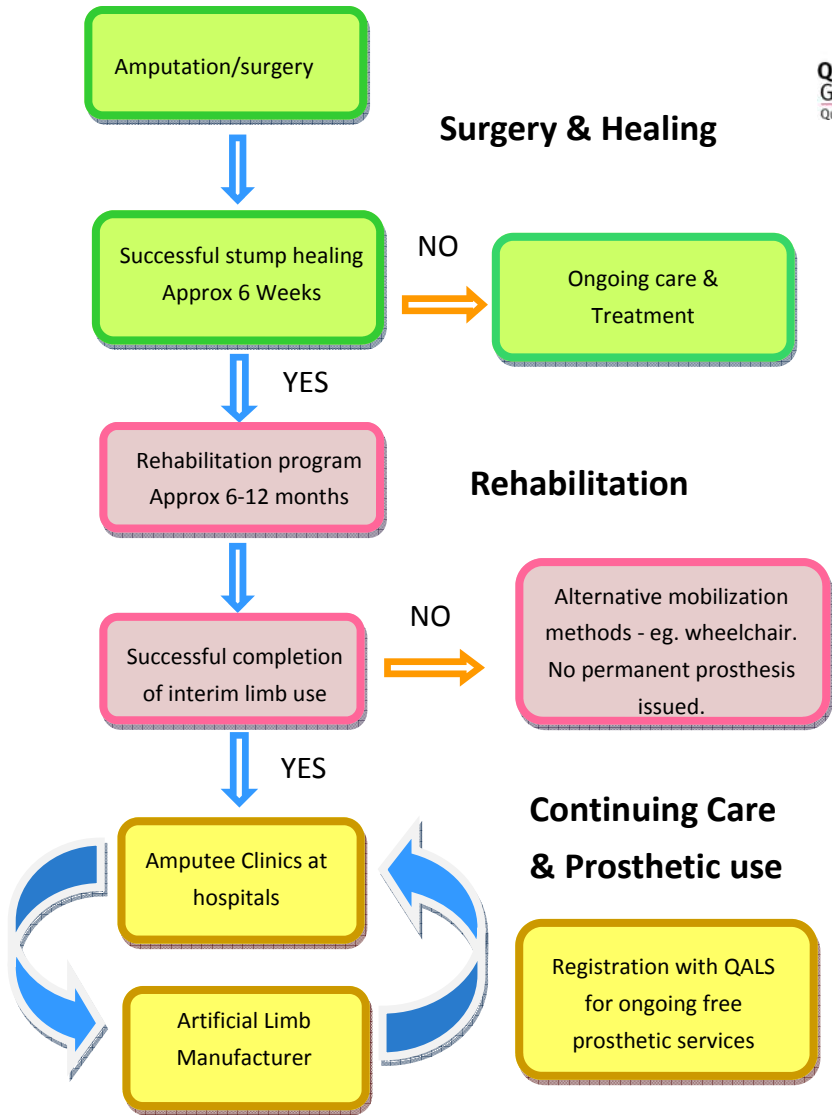 Amputation/surgery
Surgery & Healing
Successful stump healing
Approx 6 Weeks
NO
Ongoing care &
Treatment
YES
Rehabilitation program
Approx 6-12 months
Rehabilitation
Successful completion
of interim limb use
NO
Alternative mobilization
methods - eg. wheelchair.
No permanent prosthesis
issued.
YES
Continuing Care
& Prosthetic use
Amputee Clinics at
hospitals
Artificial Limb
Manufacturer
Registration with QALS
for ongoing free
prosthetic services